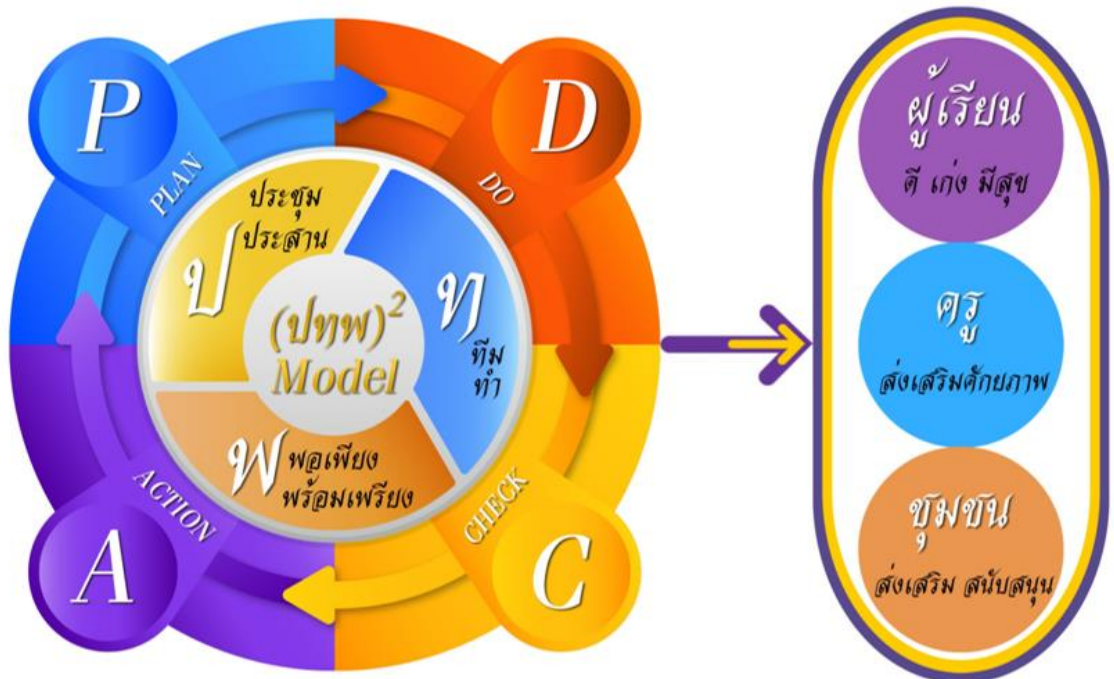 P
PLAN
D
DO
C
CHECK
A
ACTION
ป
ประชุม
ประสาน
ท
ทีม
ทำ
พ
พอเพียง
พร้อมเพรียง
(ปทพ)²
Model
ผู้เรียน
ดี เก่ง มีสุข
ครู
ส่งเสริมศักยภาพ
ชุมชน
ส่งเสริม สนับสนุน